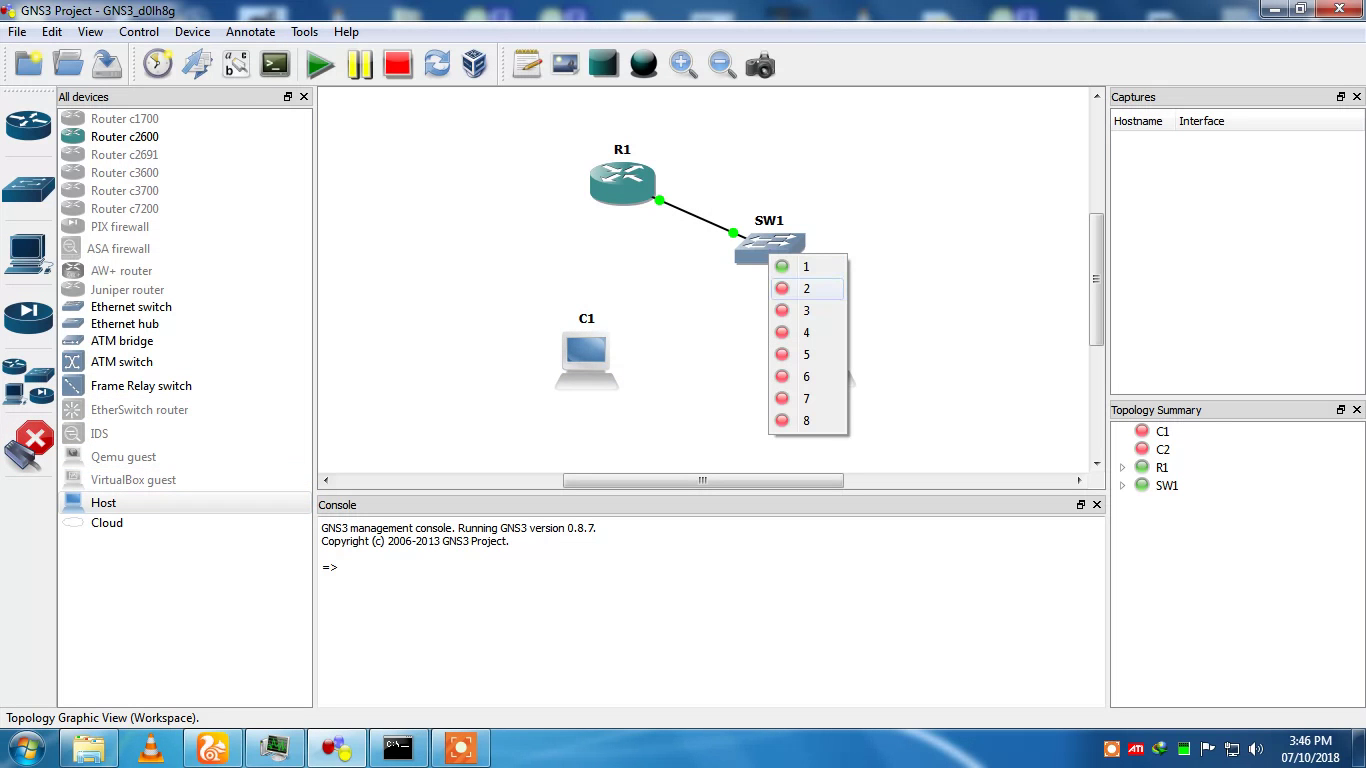 GNS3 Project - GNS3_d0lh8g
File Edit View Control Device Annotate Tools Help
All devices
Router c1700
Router c2600
Router c2691
Router c3600
Router c3700
Router c7200
PIX firewall
ASA firewall
AW+ router
Juniper router
Ethernet switch
Ethernet hub
ATM bridge
ATM switch
Frame Relay switch
EtherSwitch router
IDS
Qemu guest
VirtualBox guest
Host
Cloud
R1
SW1
C1
1
2
3
4
5
6
7
8
Console
GNS3 management console. Running GNS3 version 0.8.7.
Copyright (c) 2006-2013 GNS3 Project.
=>
Captures
Hostname Interface
Topology Summary
C1
C2
R1
SW1
Topology Graphic View (Workspace).
C:\.
ATI
3:46 PM
07/10/2018